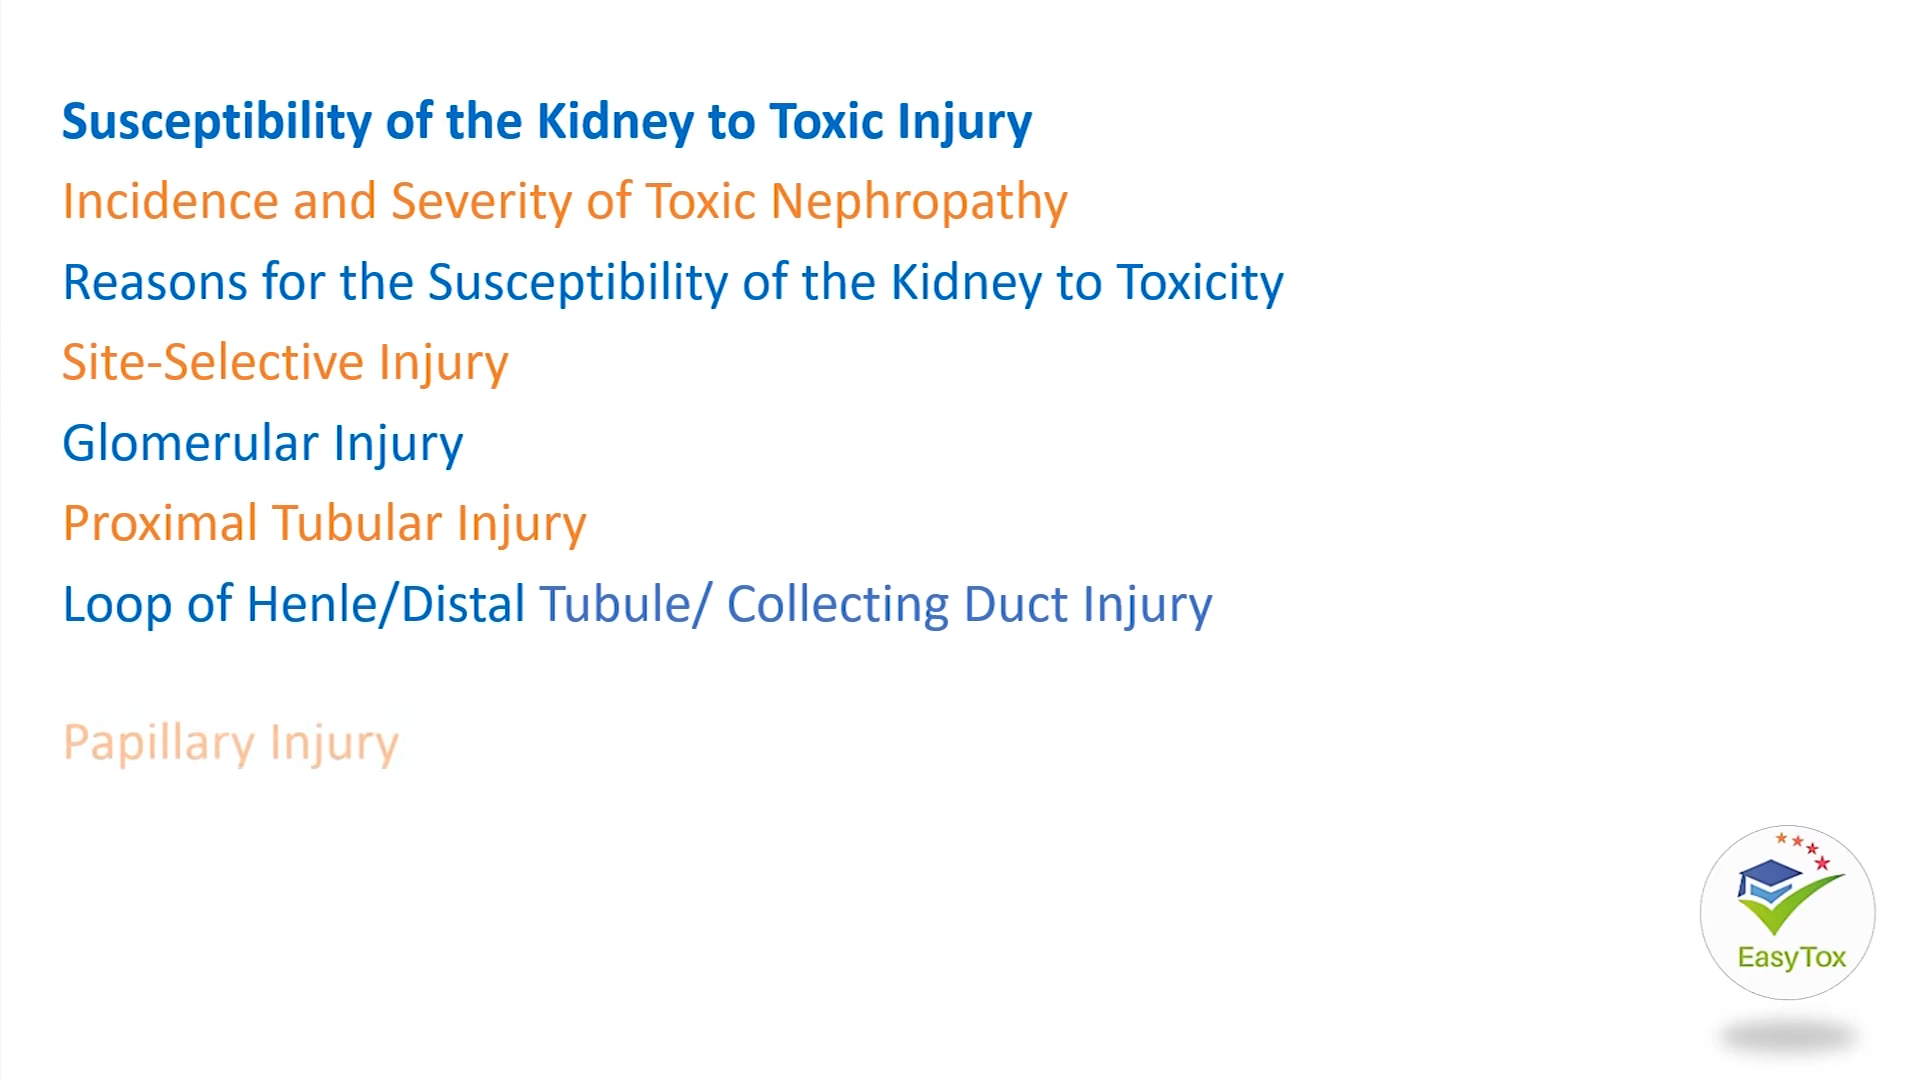 Susceptibility of the Kidney to Toxic Injury
Incidence and Severity of Toxic Nephropathy
Reasons for the Susceptibility of the Kidney to Toxicity
Site-Selective Injury
Glomerular Injury
Proximal Tubular Injury
Loop of Henle/Distal Tubule/ Collecting Duct Injury
Papillary Injury
EasyTox